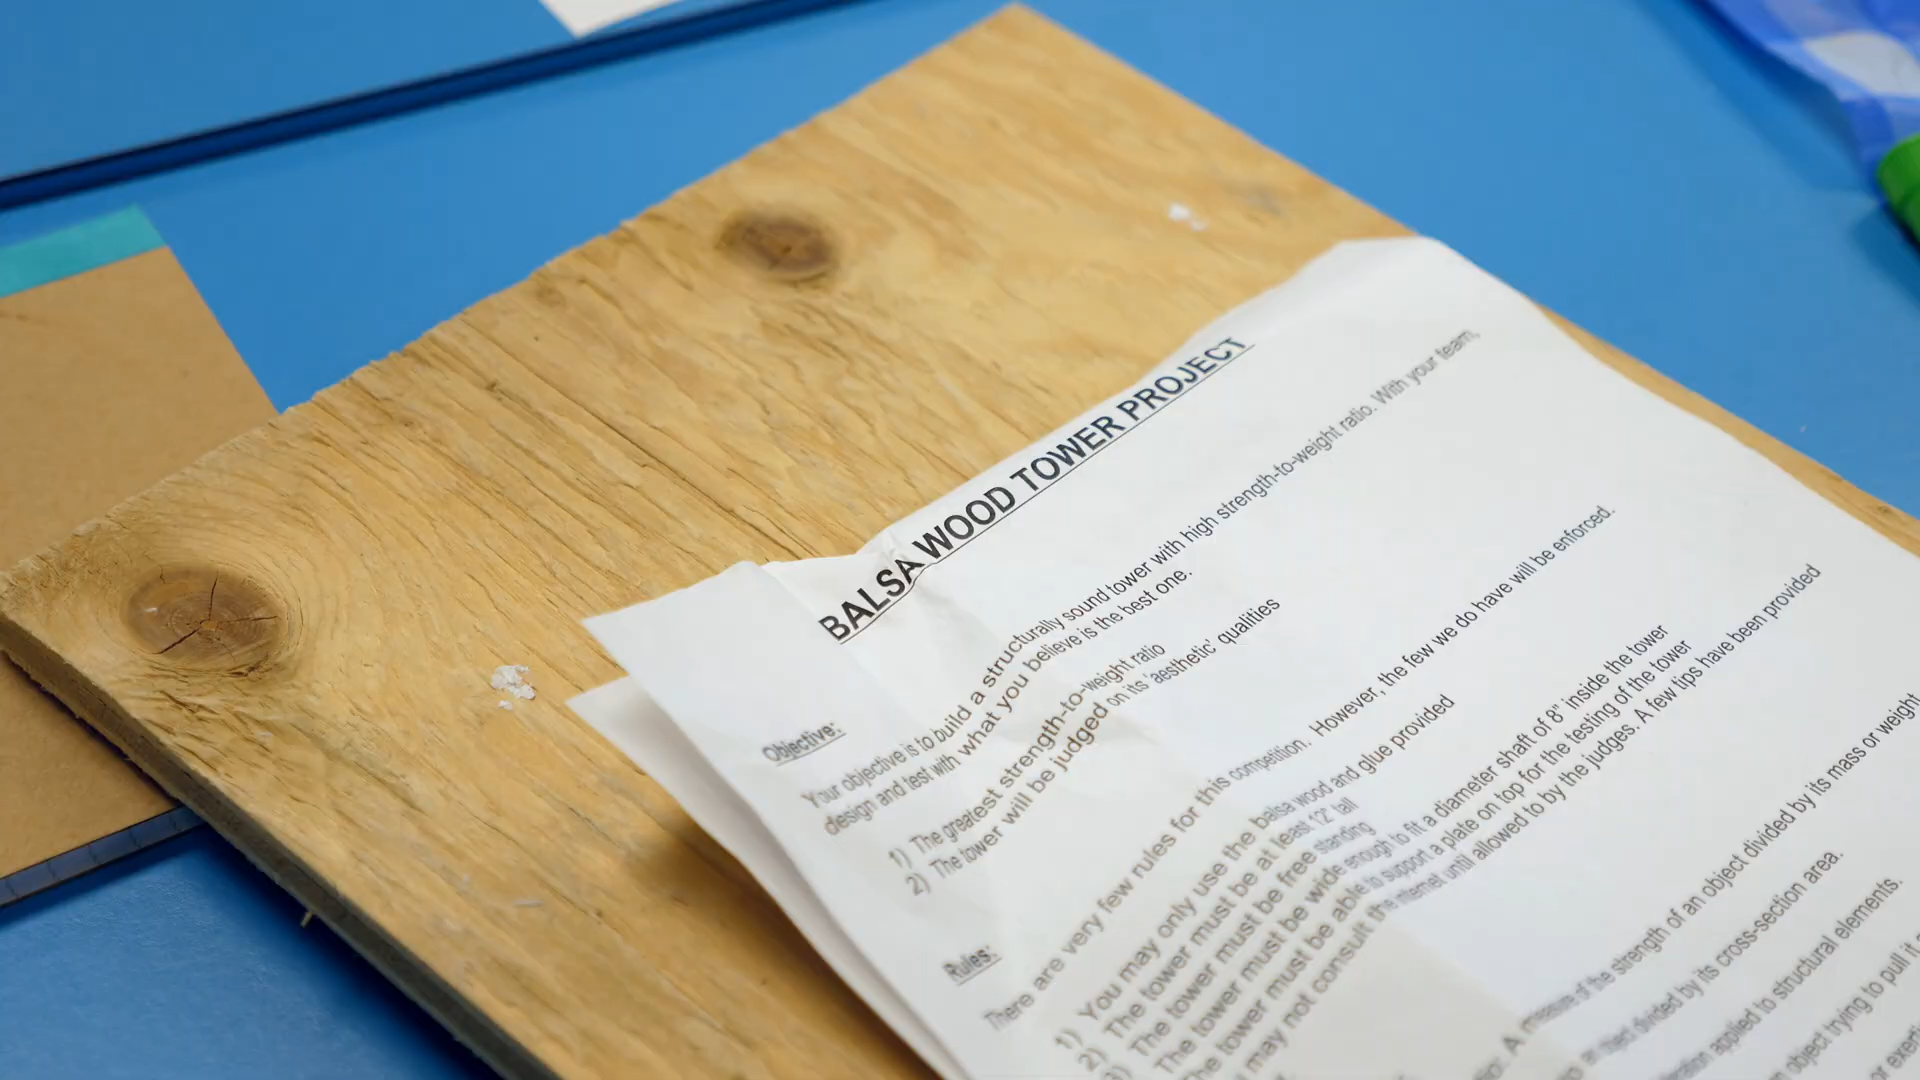 BALSA WOOD TOWER PROJECT
Objective:
Your objective is to build a structurally sound tower with high strength-to-weight ratio. With your team,
design and test with what you believe is the best one.
1) The greatest strength-to-weight ratio
2) The tower will be judged on its 'aesthetic' qualities
Rules:
There are very few rules for this competition. However, the few we do have will be enforced.
1) You may only use the balsa wood and glue provided
2) The tower must be at least 12" tall
3) The tower must be free standing
The tower must be wide enough to fit a diameter shaft of 8" inside the tower
The tower must be able to support a plate on top for the testing of the tower
may not consult the internet until allowed to by the judges. A few tips have been provided
A measure of the strength of an object divided by its mass or weight
object divided by its cross-section area.
applied to structural elements.
object trying to pull it
or